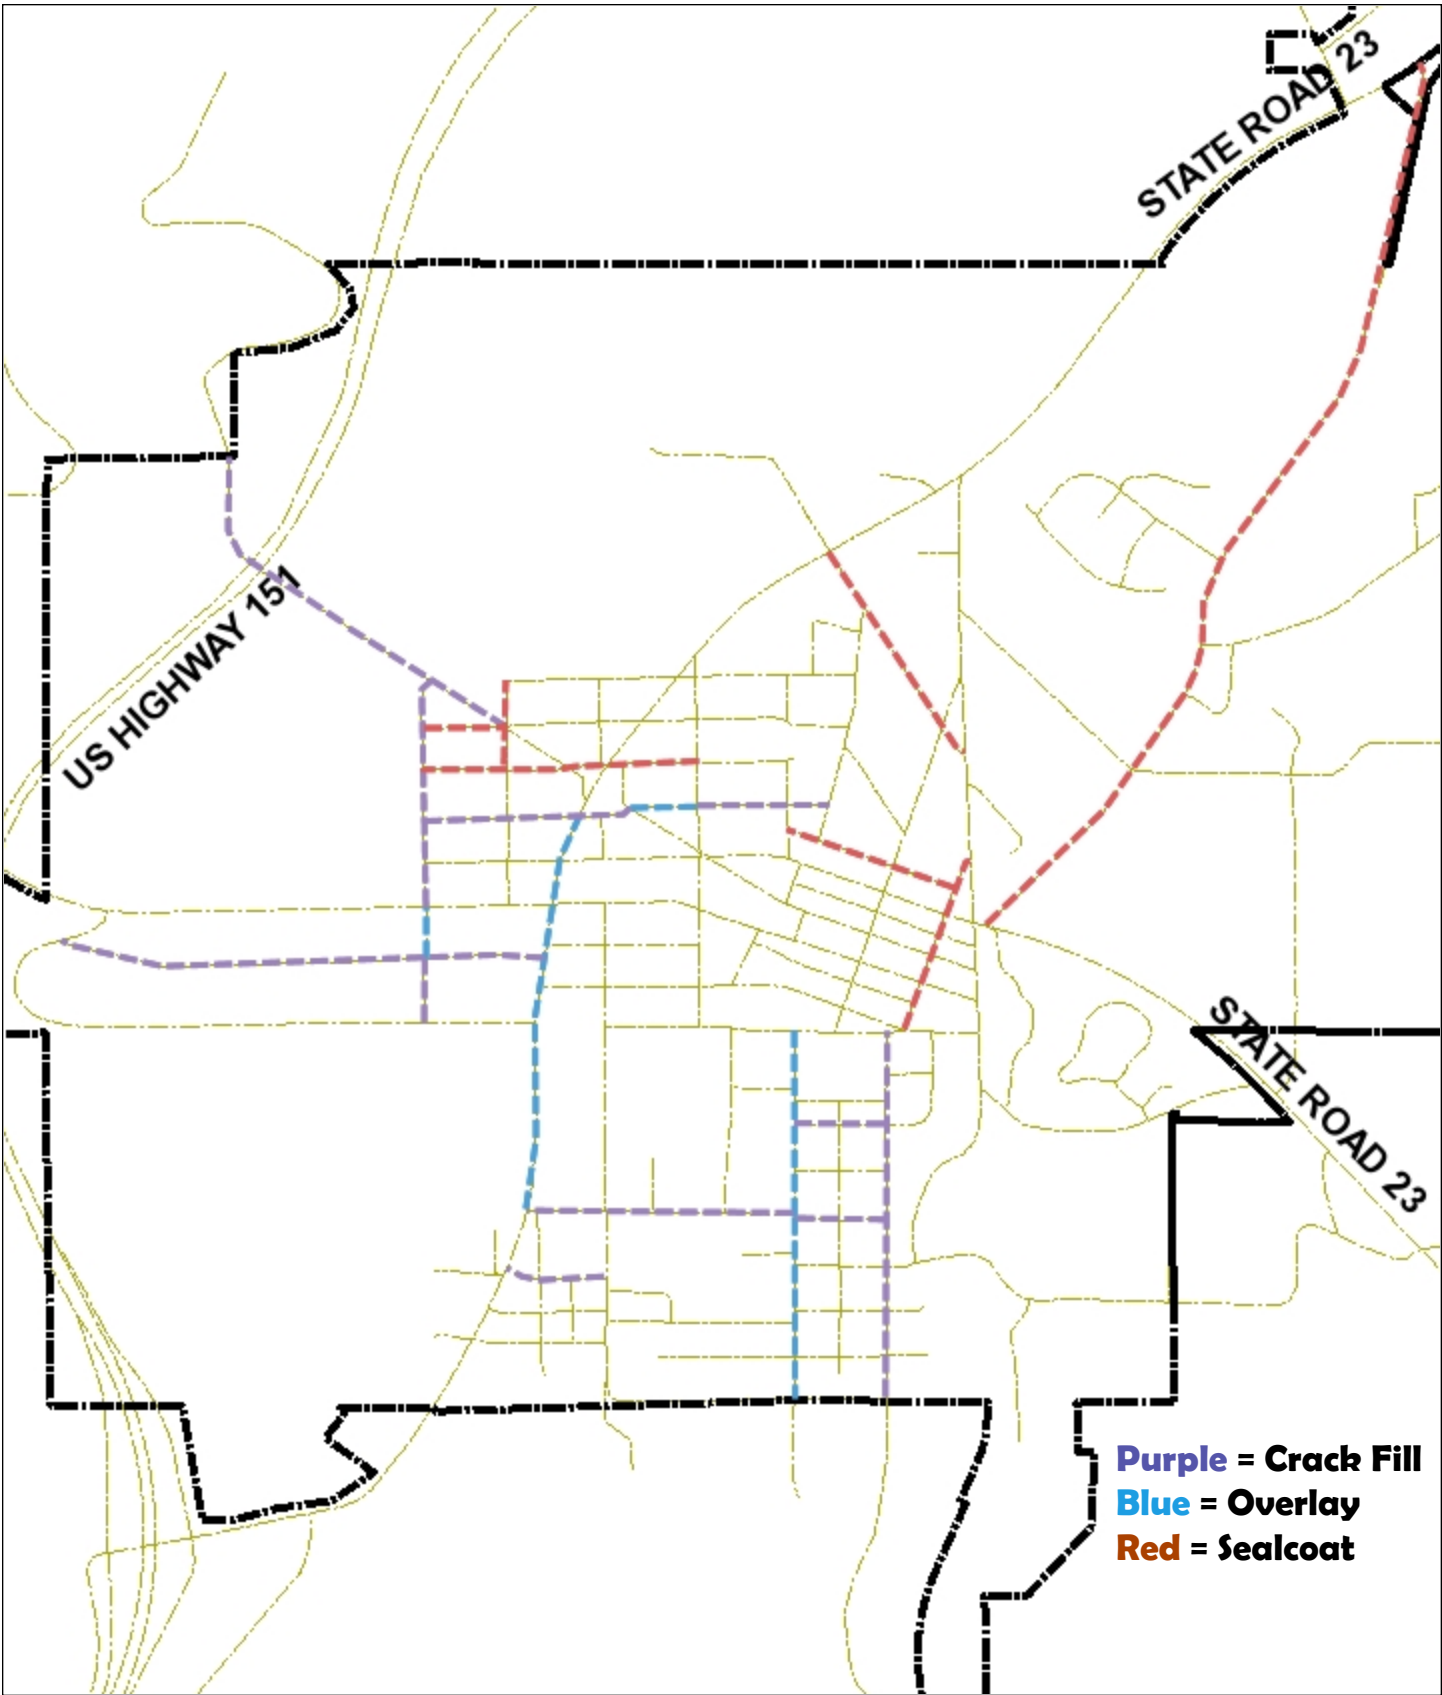 STATE ROAD 23
US HIGHWAY 151
STATE ROAD 23
Purple = Crack Fill
Blue = Overlay
Red = Sealcoat